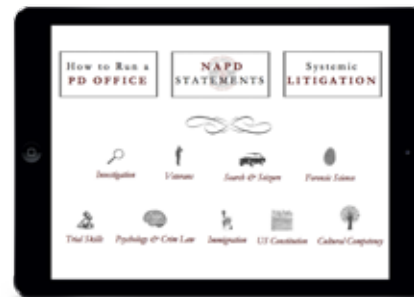 How to Run a
PD OFFICE
NAPD
STATEMENTS
Systemic
LITIGATION
Investigation
Veterans
Search & Seizure
Forensic Science
Trial Skills
Psychology & Crim Law
Immigration
US Constitution
Cultural Competency